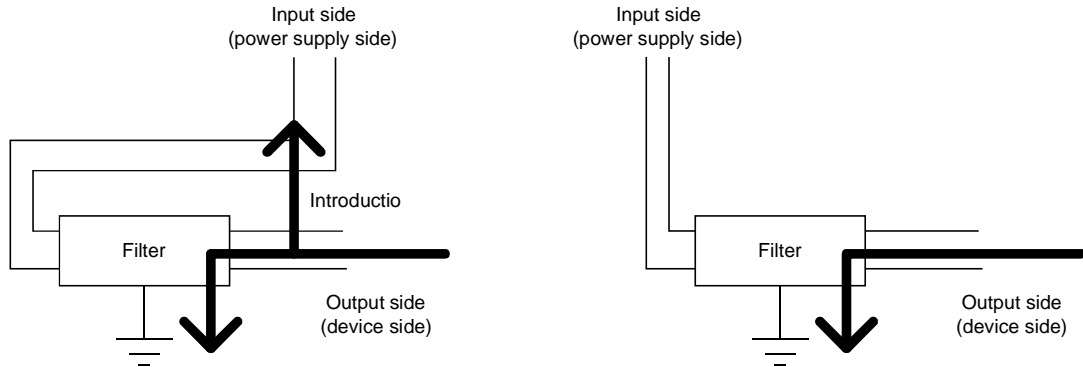 Input side
(power supply side)
Introductio
Filter
Output side
(device side)
Input side
(power supply side)
Filter
Output side
(device side)